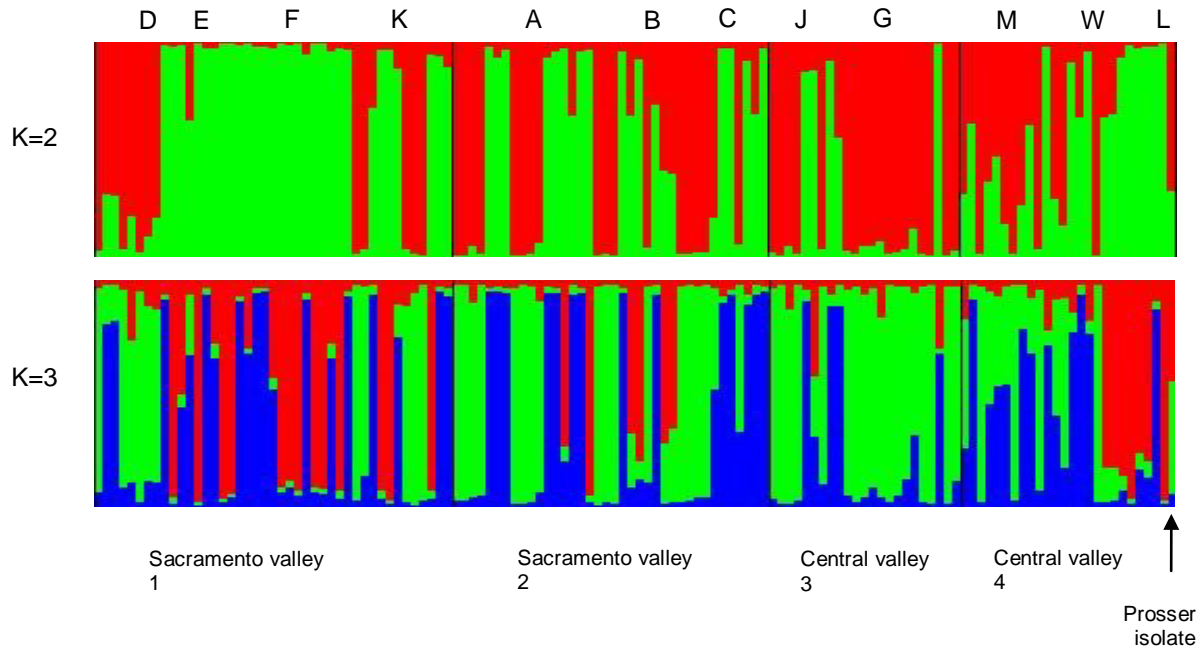 D E F K A B C J G M W L
K=2
K=3
Sacramento valley
1
Sacramento valley
2
Central valley
3
Central valley
4
Prosser
isolate